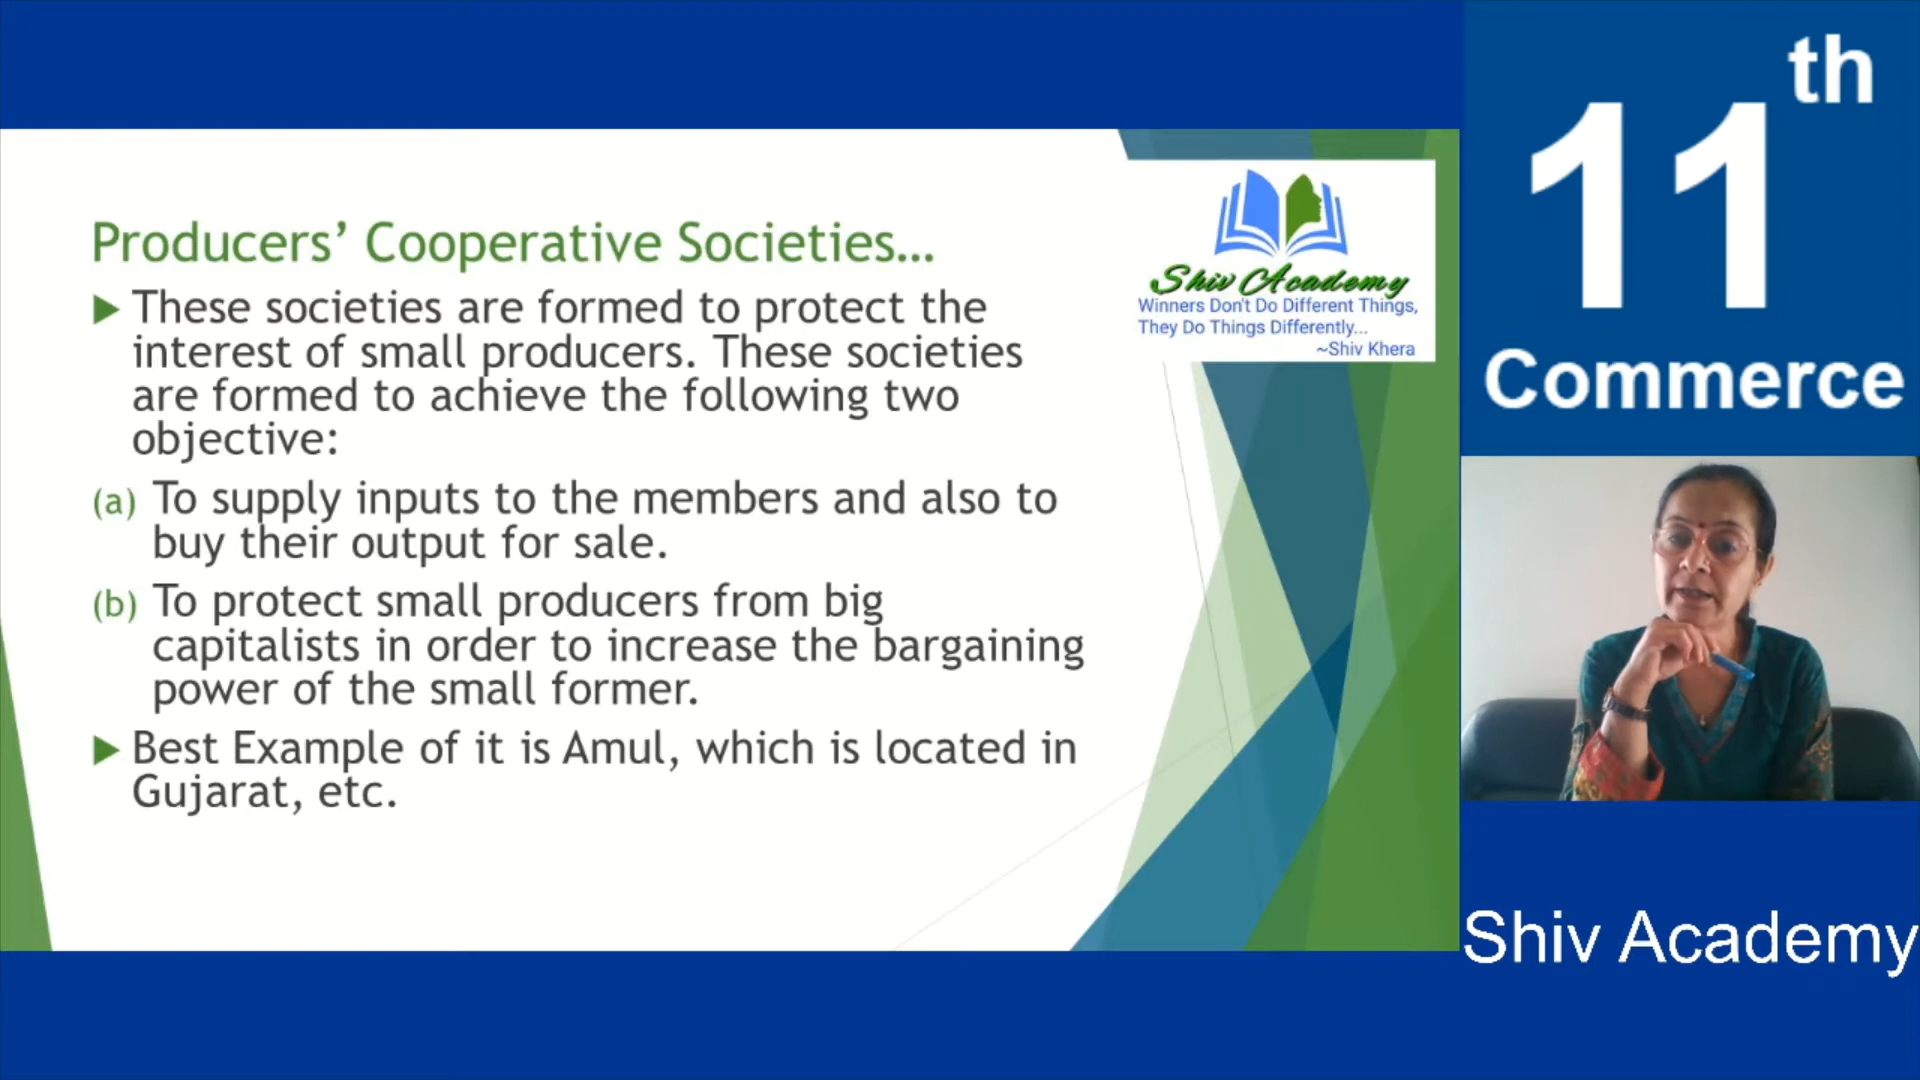 Producers’ Cooperative Societies…
These societies are formed to protect the
interest of small producers. These societies
are formed to achieve the following two
objective:
(a) To supply inputs to the members and also to
buy their output for sale.
(b) To protect small producers from big
capitalists in order to increase the bargaining
power of the small former.
Best Example of it is Amul, which is located in
Gujarat, etc.
Shiv Academy
Winners Don't Do Different Things,
They Do Things Differently...
~Shiv Khera
11th
Commerce
Shiv Academy